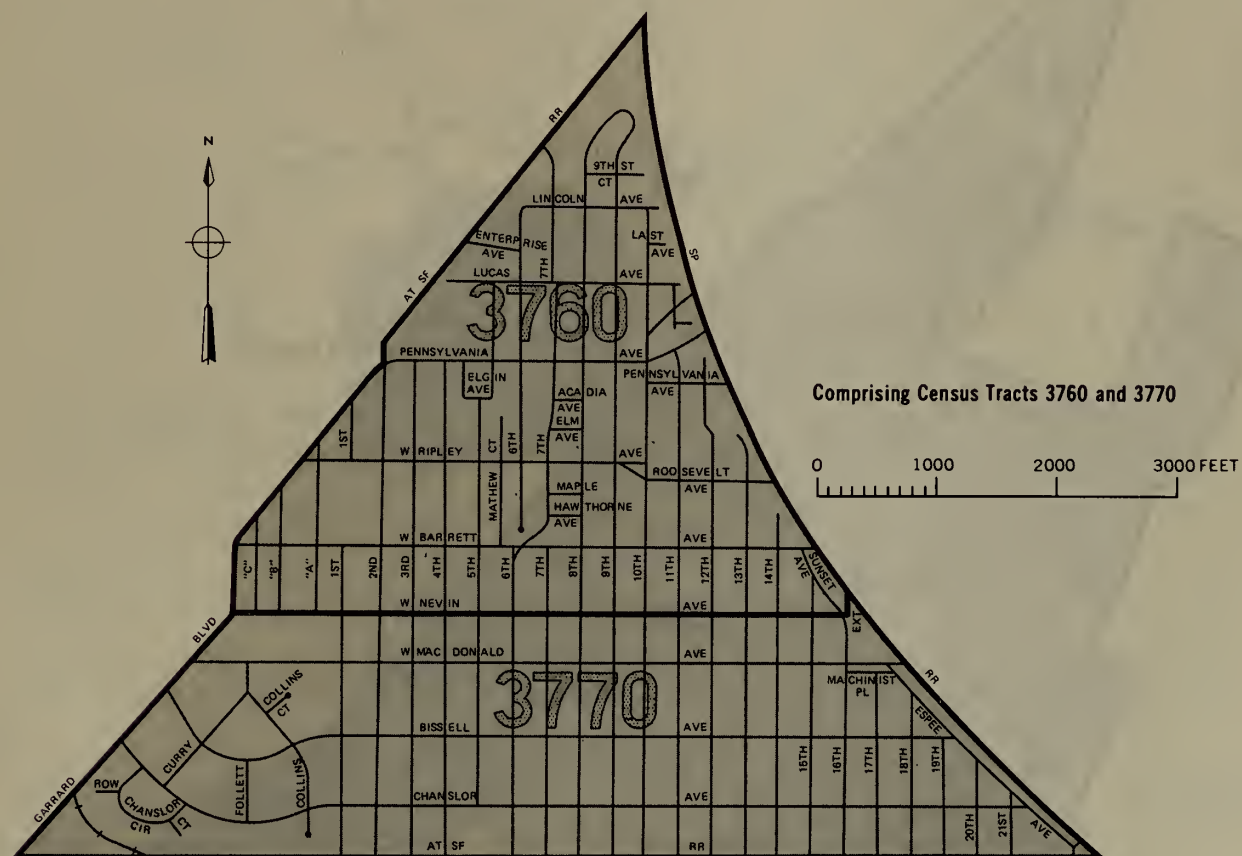 N
RR
9TH ST
CT
LINCOLN AVE
ENTERPRISE
AVE
LAST
AVE
SP
7TH
LUCAS AVE
AT SF
3760
PENNSYLVANIA AVE
PENNSYLVANIA
AVE
ELGIN
AVE
ACADIA
AVE
ELM
AVE
Comprising Census Tracts 3760 and 3770
0 1000 2000 3000 FEET
1ST
W RIPLEY AVE
CT
6TH
7TH
ROOSEVELT
AVE
MATHEW
MAPLE
HAWTHORNE
AVE
W BARRETT AVE
"C" "B" "A" 1ST 2ND 3RD 4TH 5TH 6TH 7TH 8TH 9TH 10TH 11TH 12TH 13TH 14TH
SUNSET
AVE
W NEVIN AVE
EXT
BLVD
W MAC DONALD AVE
RR
MACHINIST
PL
3770
COLLINS
CT
ESPEE
BISSELL AVE
CURRY
15TH 16TH 17TH 18TH 19TH
ROW
FOLLETT
COLLINS
GARRARD
CHANSLOR
CIR
CT
CHANSLOR AVE
20TH 21ST
AVE
AT SF RR